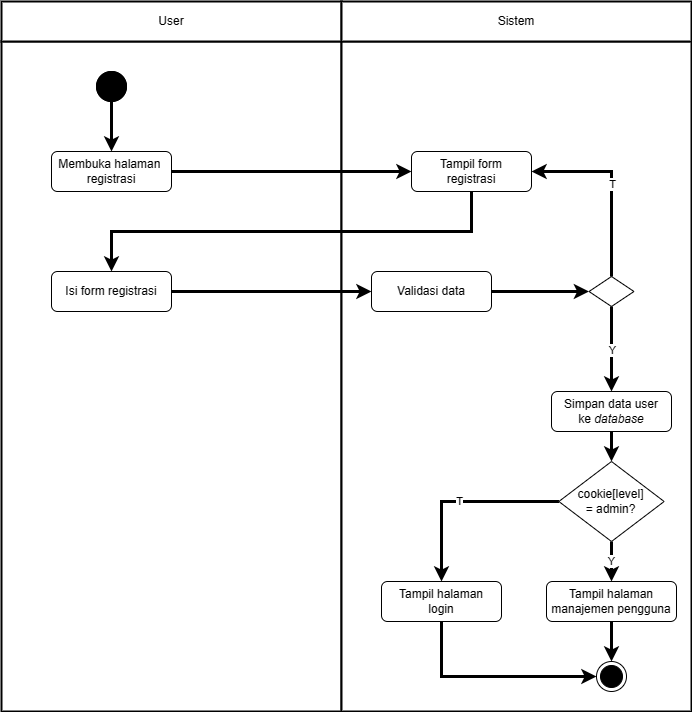 User
Sistem
Membuka halaman
registrasi
Tampil form
registrasi
T
Isi form registrasi
Validasi data
Y
Simpan data user
ke database
cookie[level]
= admin?
T
Y
Tampil halaman
login
Tampil halaman
manajemen pengguna